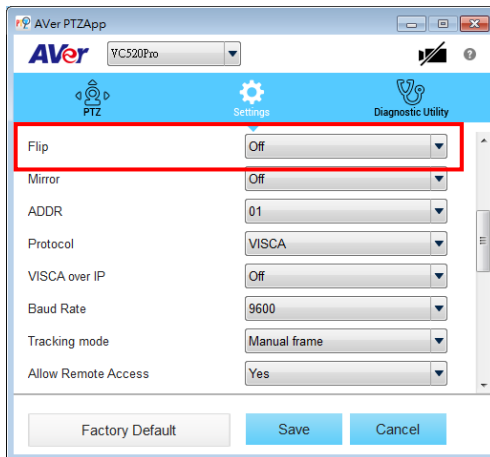 AVer PTZApp
AVer VC520Pro
PTZ Settings Diagnostic Utility
Flip Off
Mirror Off
ADDR 01
Protocol VISCA
VISCA over IP Off
Baud Rate 9600
Tracking mode Manual frame
Allow Remote Access Yes
Factory Default Save Cancel